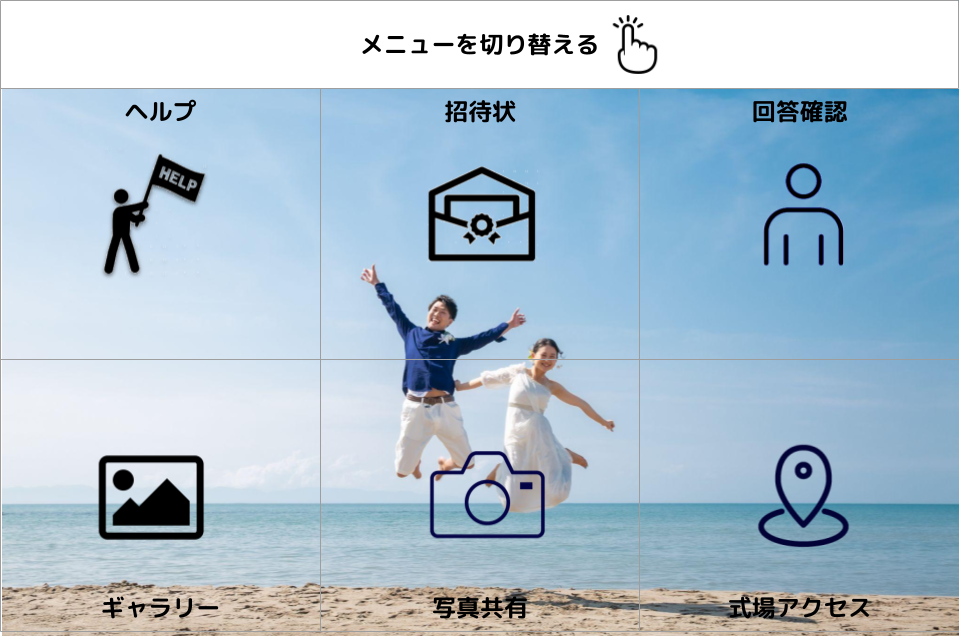 メニューを切り替える
ヘルプ
招待状
回答確認
HELP
ギャラリー
写真共有
式場アクセス